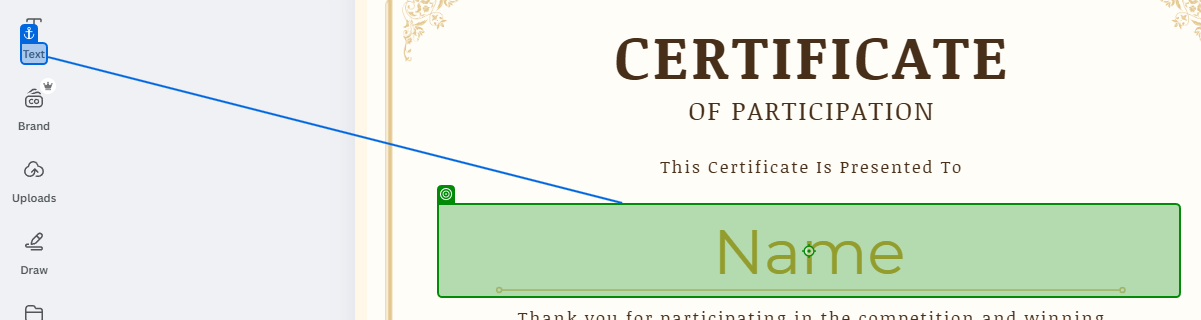 Text
Brand
Uploads
Draw
CERTIFICATE
OF PARTICIPATION
This Certificate Is Presented To
Name
Thank you for participating in the competition and winning